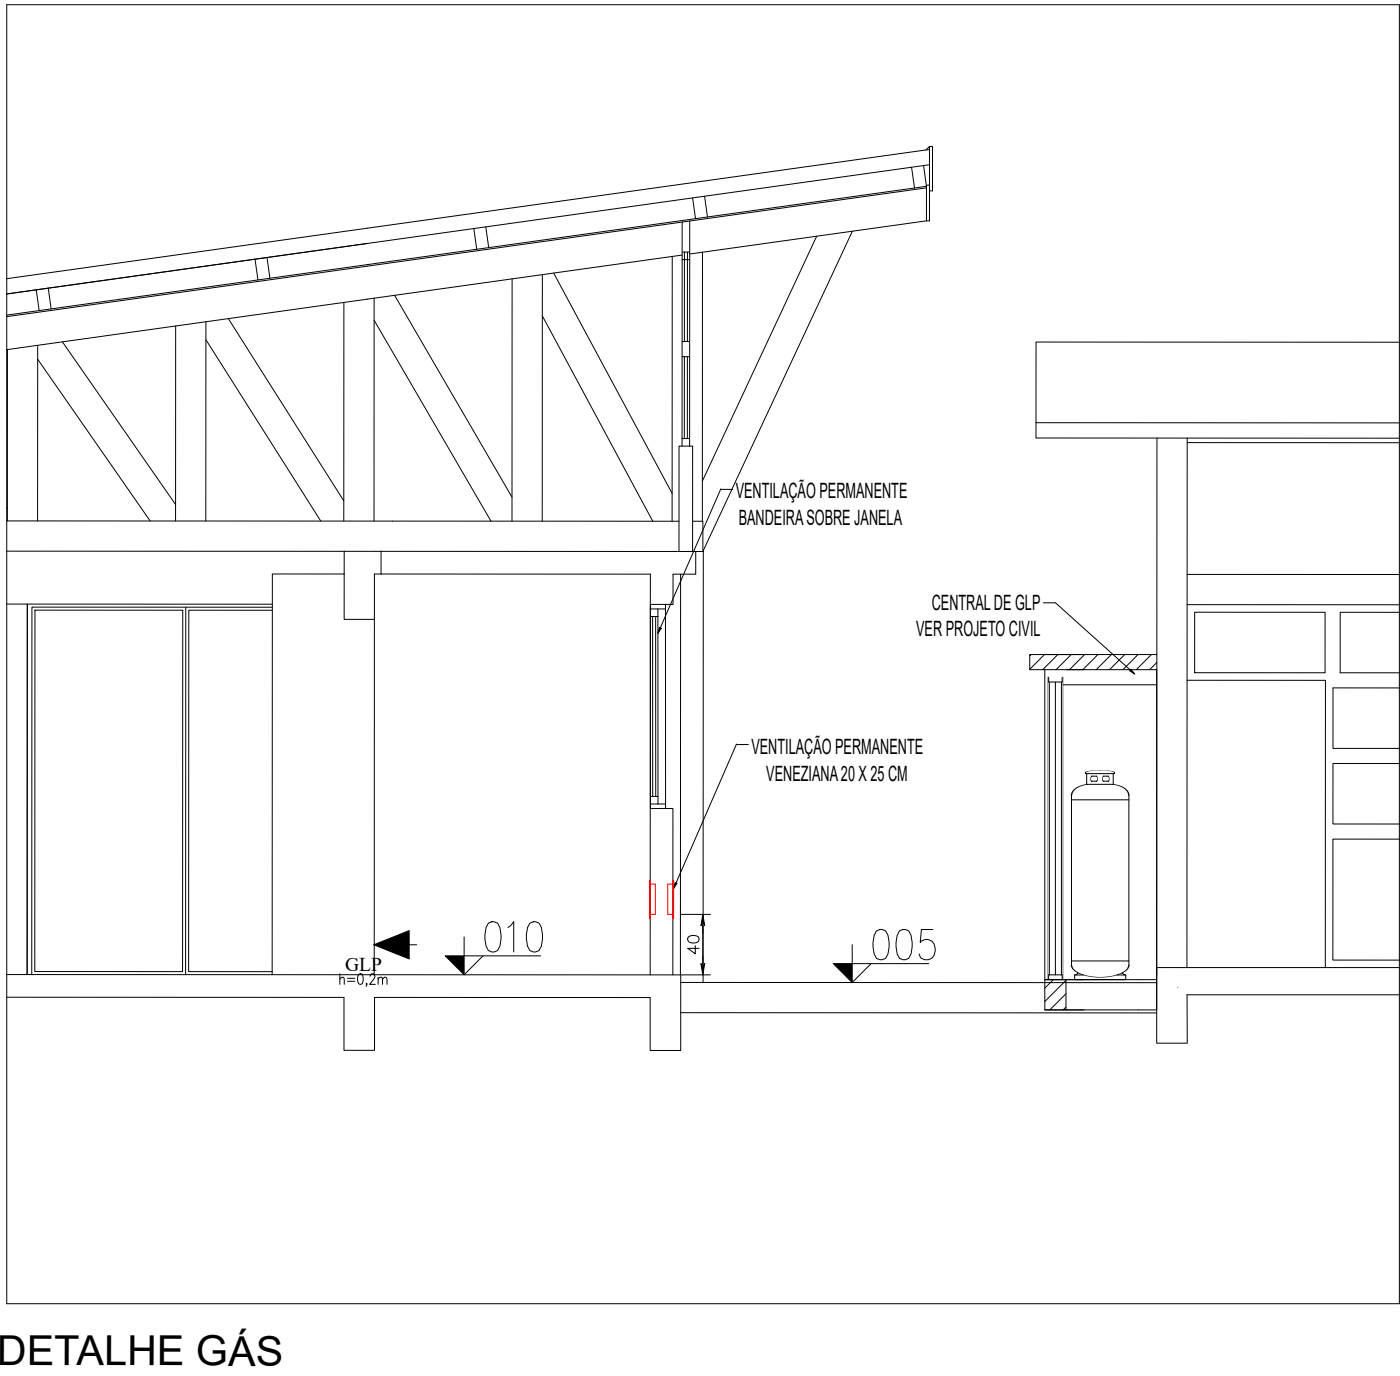 VENTILAÇÃO PERMANENTE
BANDEIRA SOBRE JANELA
CENTRAL DE GLP
VER PROJETO CIVIL
VENTILAÇÃO PERMANENTE
VENEZIANA 20 X 25 CM
010
005
40
GLP
h=0,2m
DETALHE GÁS